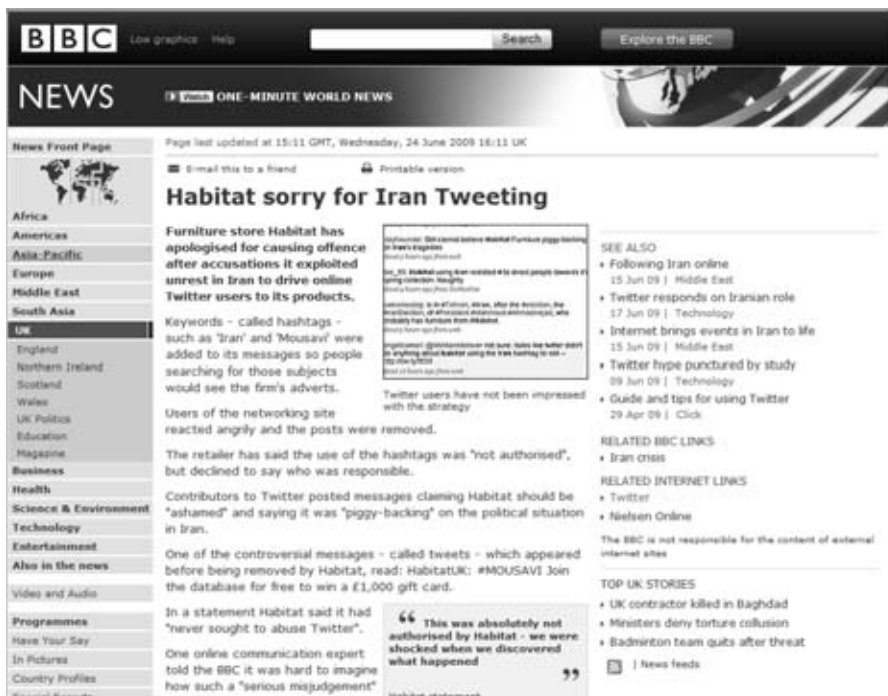 BBC
Low graphics Help
Search
Explore the BBC
NEWS
Watch ONE-MINUTE WORLD NEWS
News Front Page
Africa
Americas
Asia-Pacific
Europe
Middle East
South Asia
UK
England
Northern Ireland
Scotland
Wales
UK Politics
Education
Magazine
Business
Health
Science & Environment
Technology
Entertainment
Also in the news
Video and Audio
Programmes
Have Your Say
In Pictures
Country Profiles
Special Reports
Page last updated at 15:11 GMT, Wednesday, 24 June 2009 16:11 UK
E-mail this to a friend
Printable version
Habitat sorry for Iran Tweeting
Furniture store Habitat has
apologised for causing offence
after accusations it exploited
unrest in Iran to drive online
Twitter users to its products.
Keywords - called hashtags -
such as 'Iran' and 'Mousavi' were
added to its messages so people
searching for those subjects
would see the firm's adverts.
Twitter users have not been impressed
with the strategy
Users of the networking site
reacted angrily and the posts were removed.
The retailer has said the use of the hashtags was "not authorised",
but declined to say who was responsible.
Contributors to Twitter posted messages claiming Habitat should be
"ashamed" and saying it was "piggy-backing" on the political situation
in Iran.
One of the controversial messages - called tweets - which appeared
before being removed by Habitat, read: HabitatUK: #MOUSAVI Join
the database for free to win a £1,000 gift card.
In a statement Habitat said it had
"never sought to abuse Twitter".
One online communication expert
told the BBC it was hard to imagine
how such a "serious misjudgement"
“ This was absolutely not
authorised by Habitat - we were
shocked when we discovered
what happened
”
Habitat statement
SEE ALSO
Following Iran online
15 Jun 09 | Middle East
Twitter responds on Iranian role
17 Jun 09 | Technology
Internet brings events in Iran to life
15 Jun 09 | Middle East
Twitter hype punctured by study
09 Jun 09 | Technology
Guide and tips for using Twitter
29 Apr 09 | Click
RELATED BBC LINKS
Iran crisis
RELATED INTERNET LINKS
Twitter
Nielsen Online
The BBC is not responsible for the content of external
internet sites
TOP UK STORIES
UK contractor killed in Baghdad
Ministers deny torture collusion
Badminton team quits after threat
| News feeds